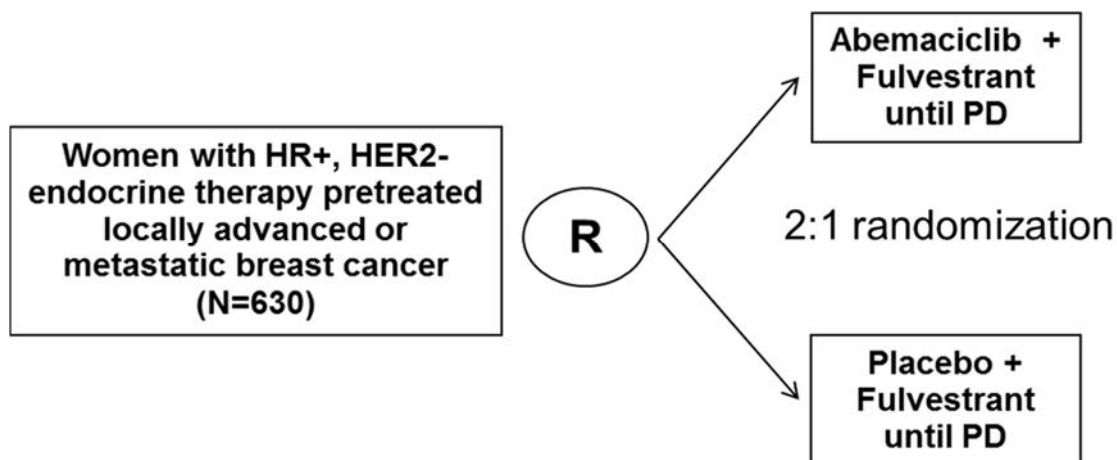 Women with HR+, HER2-
endocrine therapy pretreated
locally advanced or
metastatic breast cancer
(N=630)
R
Abemaciclib +
Fulvestrant
until PD
2:1 randomization
Placebo +
Fulvestrant
until PD